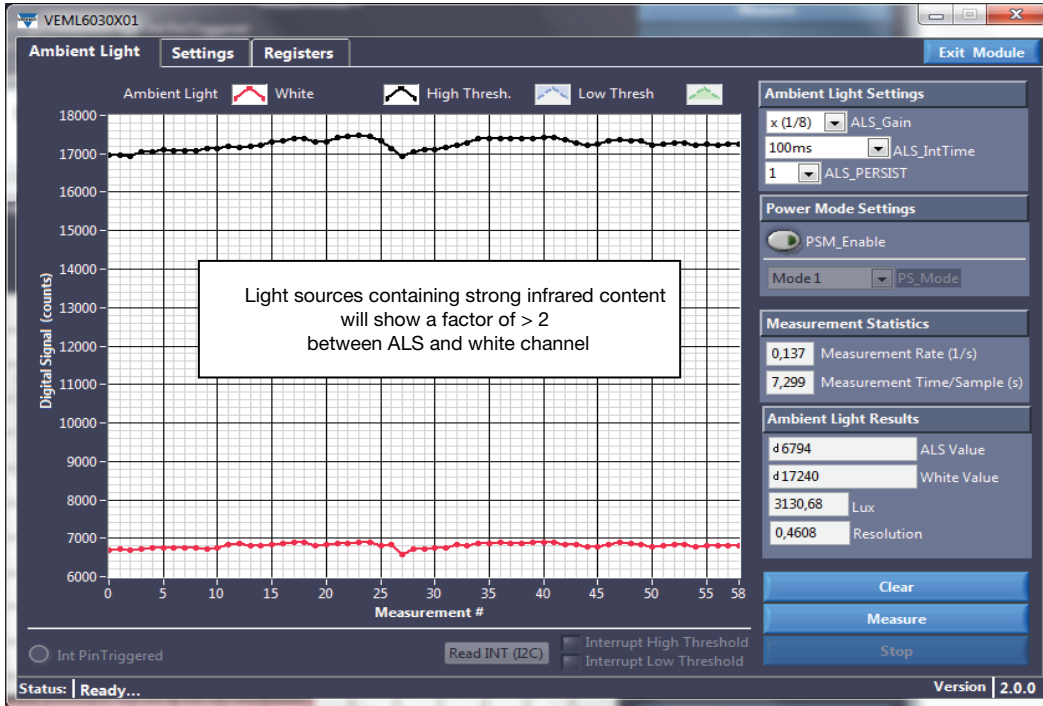 VEML6030X01
Ambient Light Settings Registers Exit Module
Ambient Light White High Thresh. Low Thresh
18000
17000
16000
15000
14000
13000
12000
11000
10000
9000
8000
7000
6000
Digital Signal (counts)
Light sources containing strong infrared content
will show a factor of > 2
between ALS and white channel
0 5 10 15 20 25 30 35 40 45 50 55 58
Measurement #
Ambient Light Settings
x (1/8) ALS_Gain
100ms ALS_IntTime
1 ALS_PERSIST
Power Mode Settings
PSM_Enable
Mode1 PS_Mode
Measurement Statistics
0,137 Measurement Rate (1/s)
7,299 Measurement Time/Sample (s)
Ambient Light Results
d 6794 ALS Value
d 17240 White Value
3130,68 Lux
0,4608 Resolution
Clear
Measure
Stop
Int PinTriggered
Read INT (I2C)
Interrupt High Threshold
Interrupt Low Threshold
Status: Ready...
Version 2.0.0